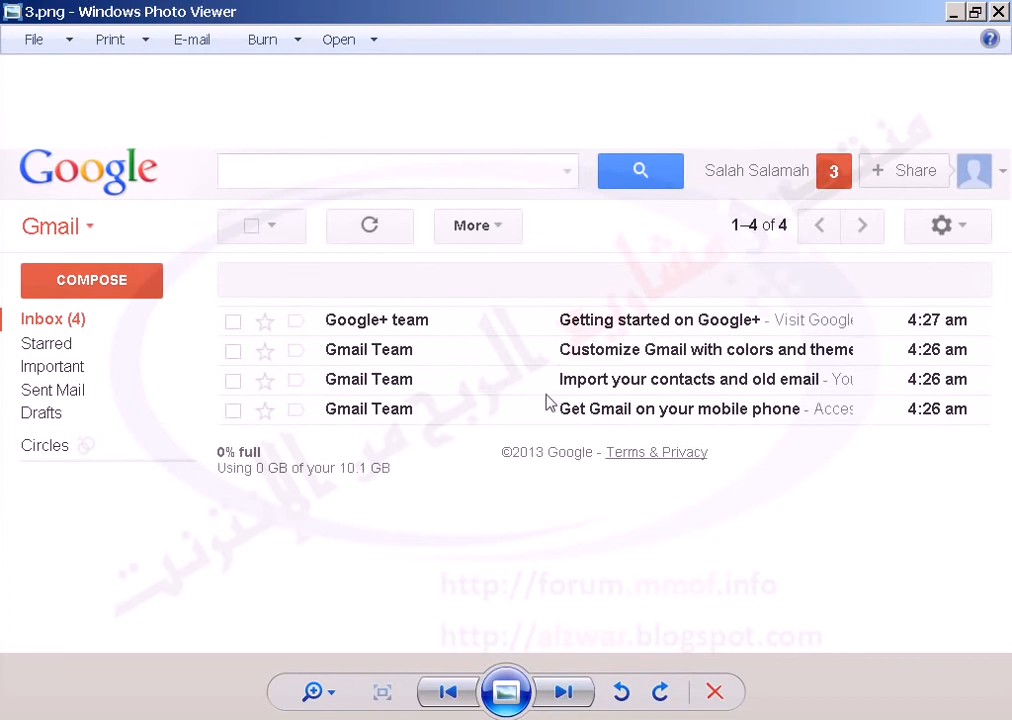 3.png - Windows Photo Viewer
File Print E-mail Burn Open
Google
Salah Salamah 3 + Share
Gmail More 1–4 of 4
COMPOSE
Inbox (4)
Starred
Important
Sent Mail
Drafts
Circles
Google+ team Getting started on Google+ - Visit Google 4:27 am
Gmail Team Customize Gmail with colors and theme 4:26 am
Gmail Team Import your contacts and old email - You 4:26 am
Gmail Team Get Gmail on your mobile phone - Acces 4:26 am
0% full
Using 0 GB of your 10.1 GB
©2013 Google - Terms & Privacy
منتدى مشاريع الربح من الإنترنت
http://forum.mmof.info
http://alzwar.blogspot.com